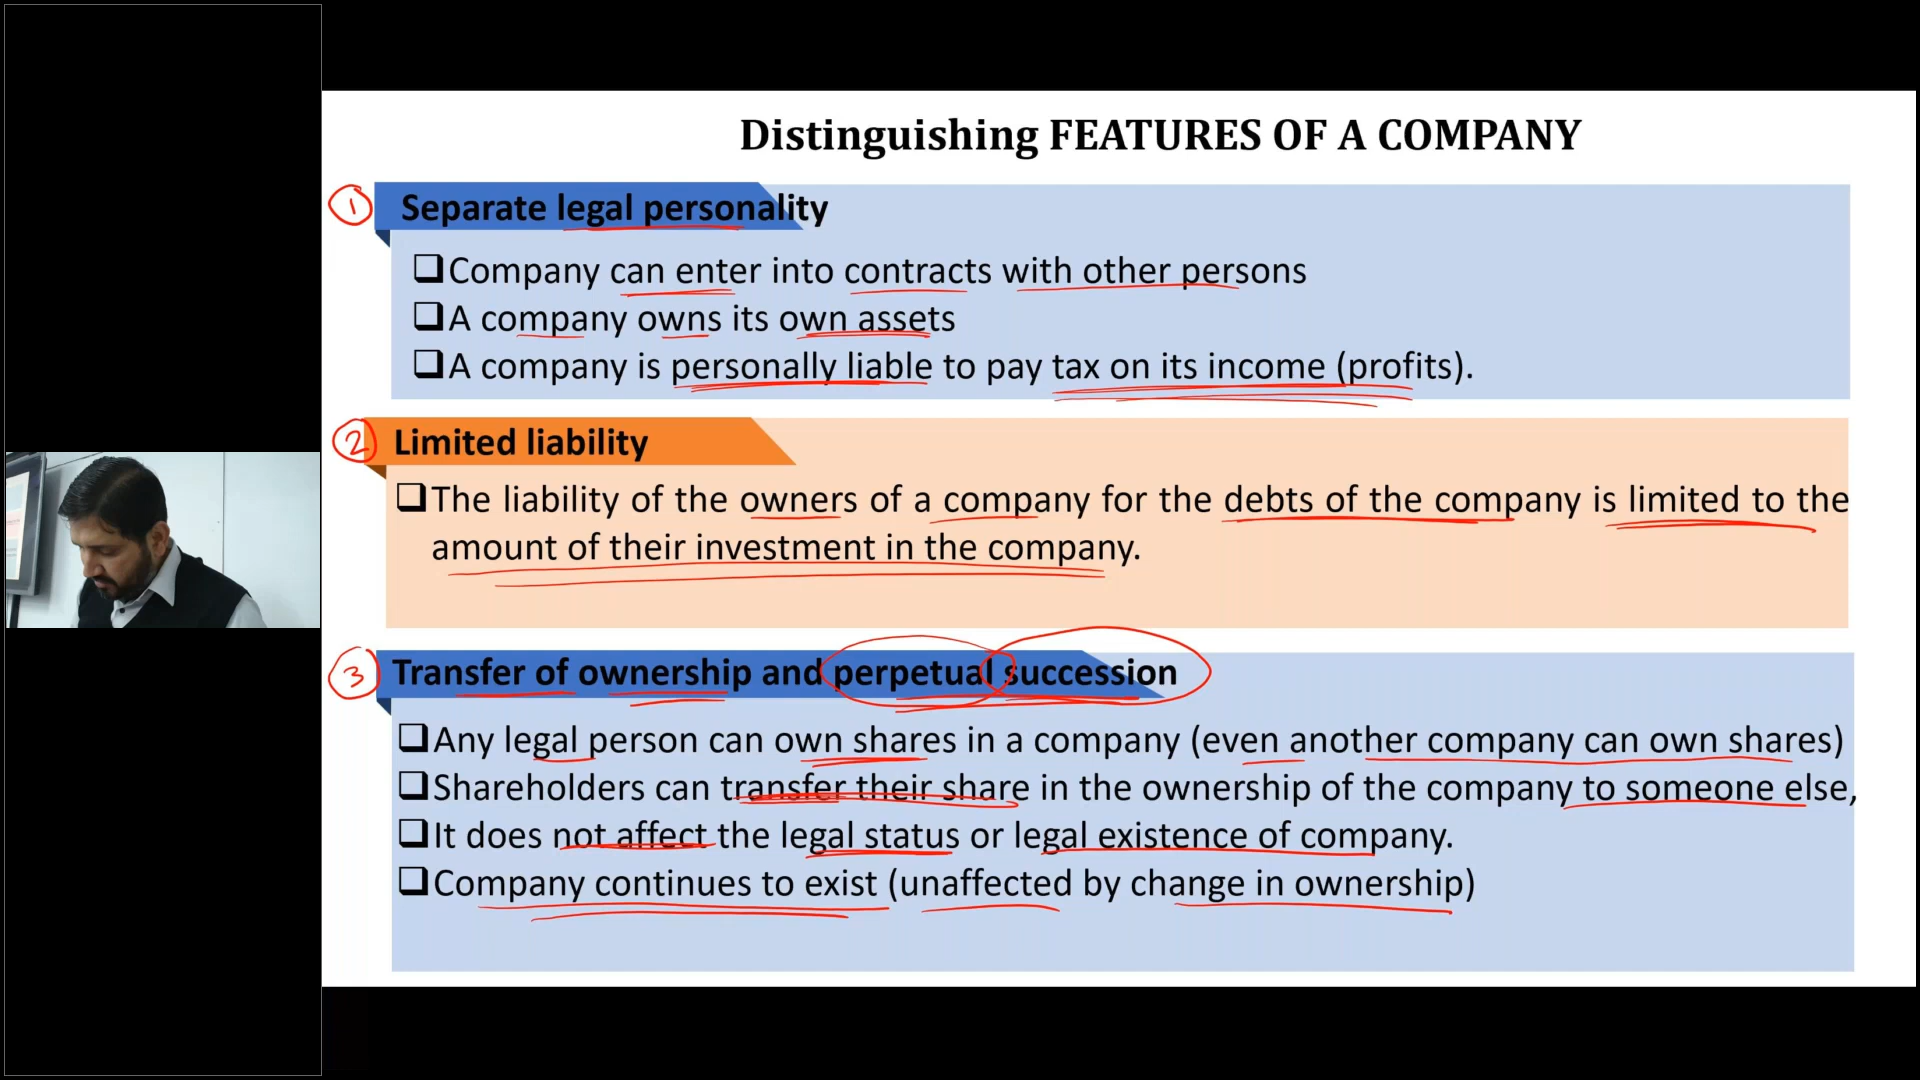 Distinguishing FEATURES OF A COMPANY
1 Separate legal personality
❑Company can enter into contracts with other persons
❑A company owns its own assets
❑A company is personally liable to pay tax on its income (profits).
2 Limited liability
❑The liability of the owners of a company for the debts of the company is limited to the
amount of their investment in the company.
3 Transfer of ownership and perpetual succession
❑Any legal person can own shares in a company (even another company can own shares)
❑Shareholders can transfer their share in the ownership of the company to someone else,
❑It does not affect the legal status or legal existence of company.
❑Company continues to exist (unaffected by change in ownership)